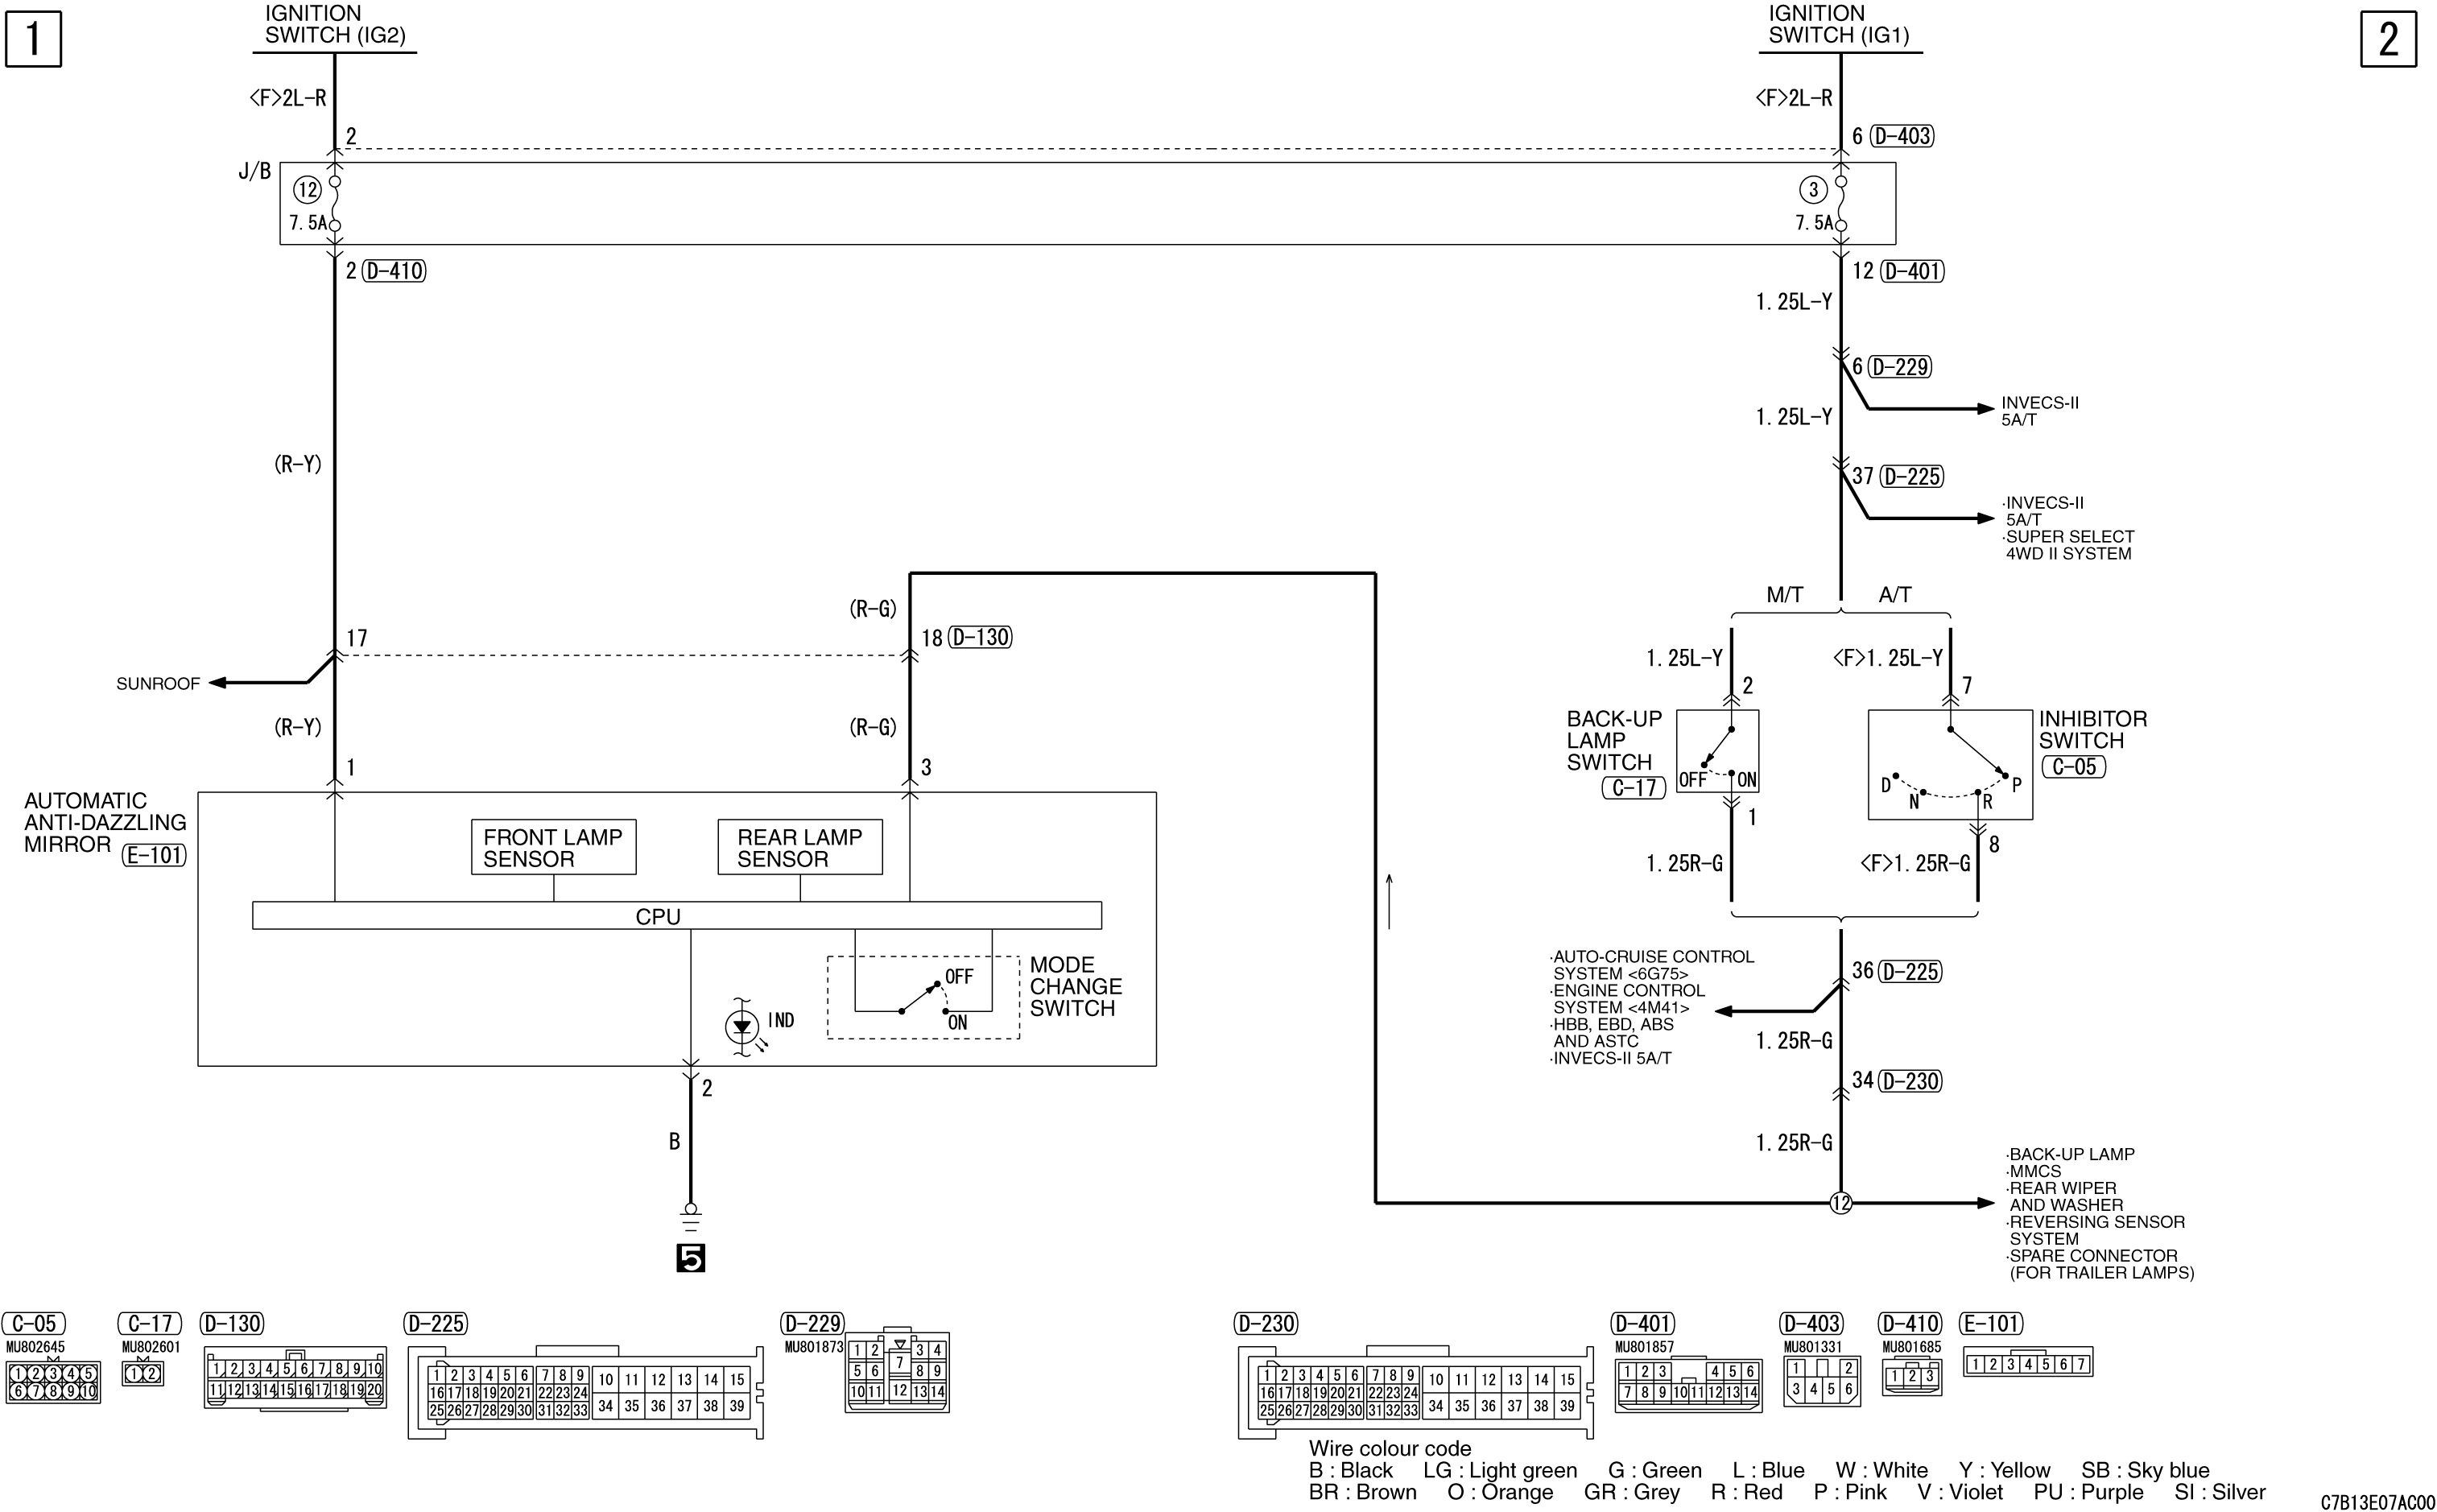 1
IGNITION
SWITCH (IG2)
IGNITION
SWITCH (IG1)
2
<F>2L-R
<F>2L-R
2
6 D-403
J/B
12
7.5A
3
7.5A
2 D-410
12 D-401
1.25L-Y
6 D-229
INVECS-II
5A/T
1.25L-Y
(R-Y)
37 D-225
·INVECS-II
5A/T
·SUPER SELECT
4WD II SYSTEM
M/T
A/T
(R-G)
17
18 D-130
SUNROOF
1.25L-Y
<F>1.25L-Y
2
7
(R-Y)
(R-G)
BACK-UP
LAMP
SWITCH
C-17
OFF
ON
INHIBITOR
SWITCH
C-05
D
N
R
P
1
3
1
8
AUTOMATIC
ANTI-DAZZLING
MIRROR E-101
FRONT LAMP
SENSOR
REAR LAMP
SENSOR
1.25R-G
<F>1.25R-G
CPU
MODE
CHANGE
SWITCH
OFF
ON
IND
·AUTO-CRUISE CONTROL
SYSTEM <6G75>
·ENGINE CONTROL
SYSTEM <4M41>
·HBB, EBD, ABS
AND ASTC
·INVECS-II 5A/T
36 D-225
1.25R-G
34 D-230
2
B
1.25R-G
12
·BACK-UP LAMP
·MMCS
·REAR WIPER
AND WASHER
·REVERSING SENSOR
SYSTEM
·SPARE CONNECTOR
(FOR TRAILER LAMPS)
5
C-05
MU802645
1 2 3 4 5
6 7 8 9 10
C-17
MU802601
1 2
D-130
1 2 3 4 5 6 7 8 9 10
11 12 13 14 15 16 17 18 19 20
D-225
1 2 3 4 5 6 7 8 9 10 11 12 13 14 15
16 17 18 19 20 21 22 23 24
25 26 27 28 29 30 31 32 33 34 35 36 37 38 39
D-229
MU801873
1 2 3 4
5 6 7 8 9
10 11 12 13 14
D-230
1 2 3 4 5 6 7 8 9 10 11 12 13 14 15
16 17 18 19 20 21 22 23 24
25 26 27 28 29 30 31 32 33 34 35 36 37 38 39
D-401
MU801857
1 2 3 4 5 6
7 8 9 10 11 12 13 14
D-403
MU801331
1 2
3 4 5 6
D-410
MU801685
1 2 3
E-101
1 2 3 4 5 6 7
Wire colour code
B : Black LG : Light green G : Green L : Blue W : White Y : Yellow SB : Sky blue
BR : Brown O : Orange GR : Grey R : Red P : Pink V : Violet PU : Purple SI : Silver
C7B13E07AC00